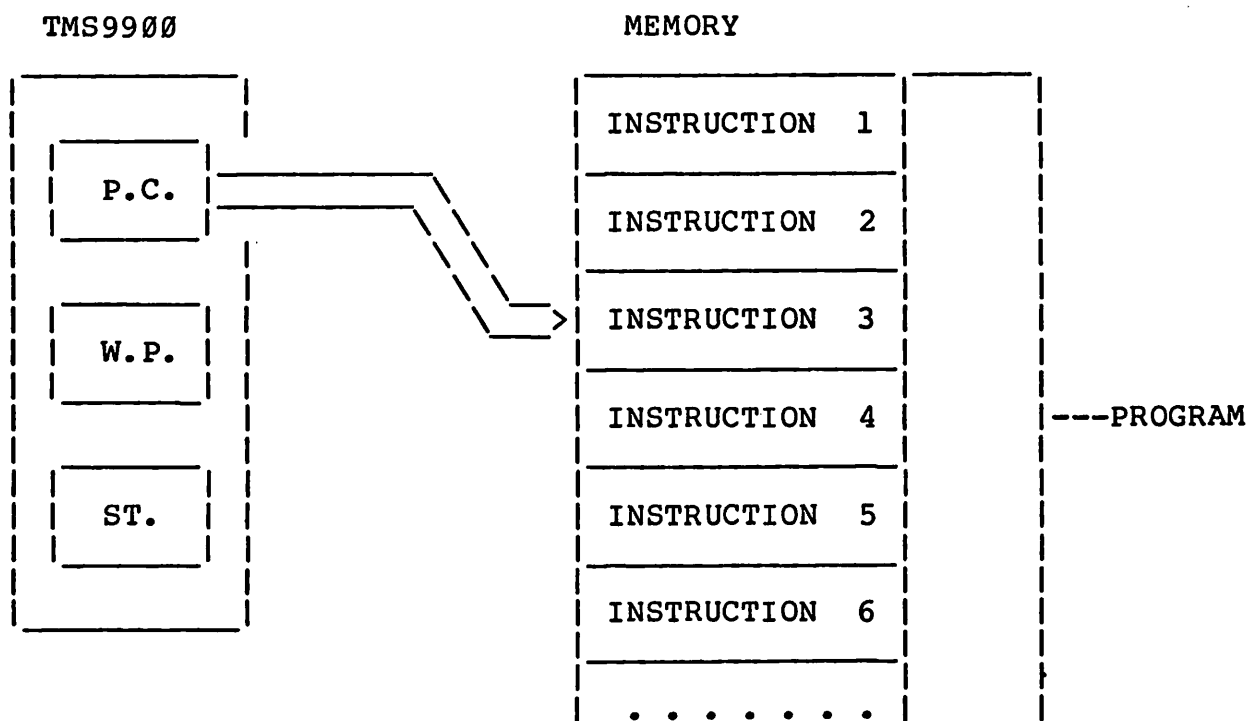 TMS9900 MEMORY
INSTRUCTION 1
P.C.
INSTRUCTION 2
INSTRUCTION 3
W.P.
INSTRUCTION 4
---PROGRAM
ST.
INSTRUCTION 5
INSTRUCTION 6
. . . . . . .